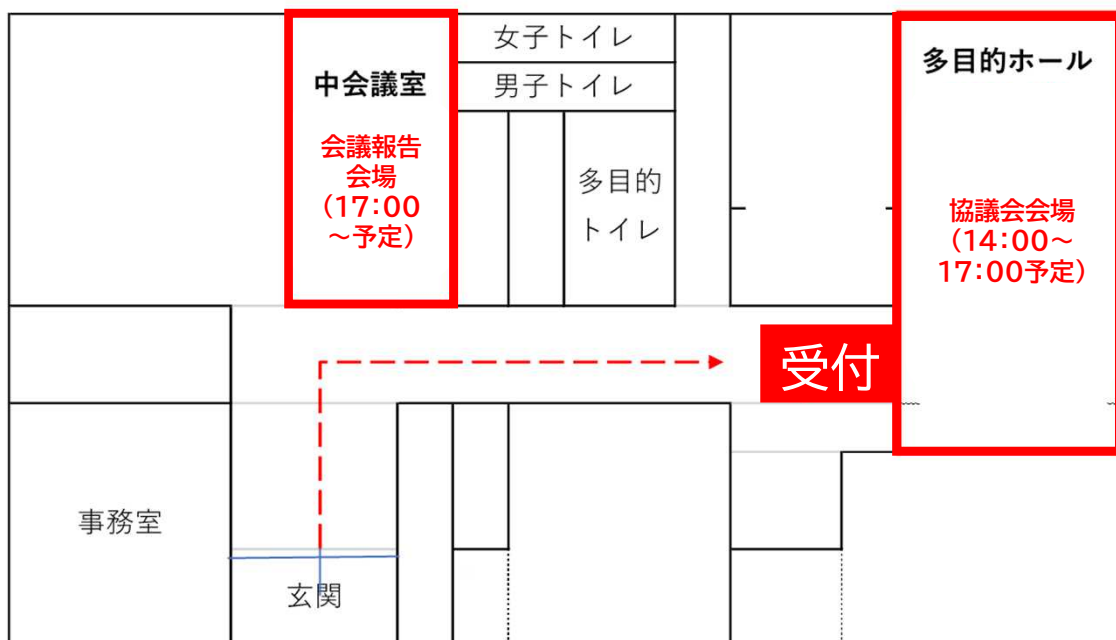 女子トイレ
男子トイレ
中会議室
会議報告
会場
(17:00
～予定)
多目的
トイレ
多目的ホール
協議会会場
(14:00～
17:00予定)
受付
事務室
玄関